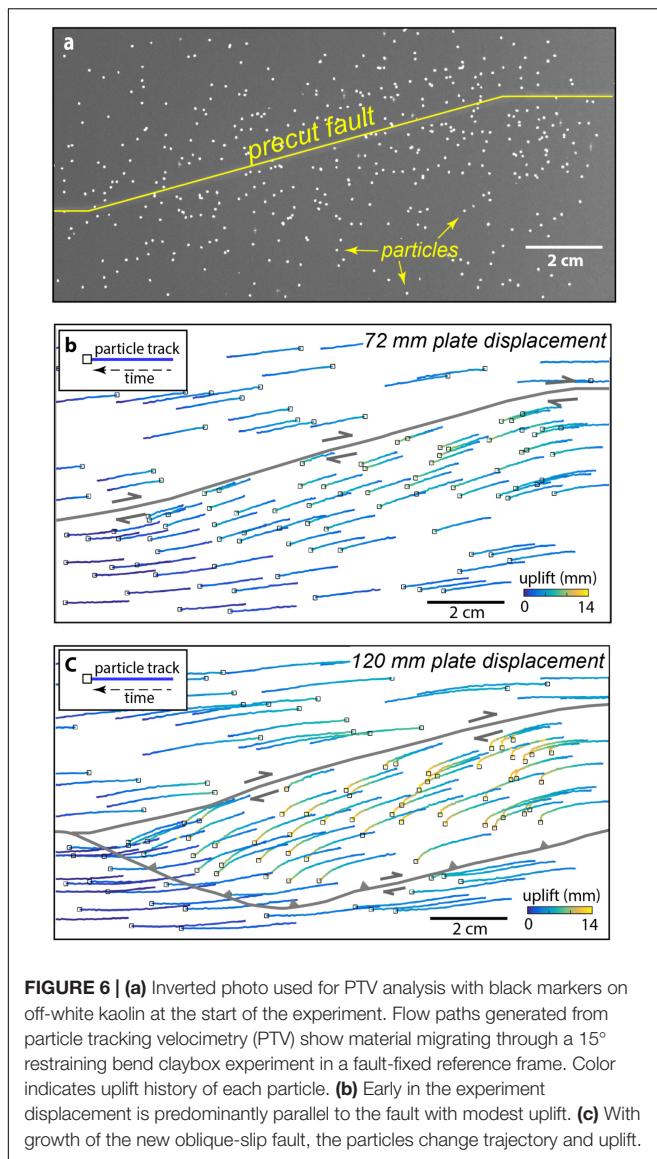 a
precut fault
particles
2 cm
b
particle track
time
72 mm plate displacement
uplift (mm)
0 14
2 cm
C
particle track
time
120 mm plate displacement
uplift (mm)
0 14
2 cm
FIGURE 6 | (a) Inverted photo used for PTV analysis with black markers on
off-white kaolin at the start of the experiment. Flow paths generated from
particle tracking velocimetry (PTV) show material migrating through a 15°
restraining bend claybox experiment in a fault-fixed reference frame. Color
indicates uplift history of each particle. (b) Early in the experiment
displacement is predominantly parallel to the fault with modest uplift. (c) With
growth of the new oblique-slip fault, the particles change trajectory and uplift.